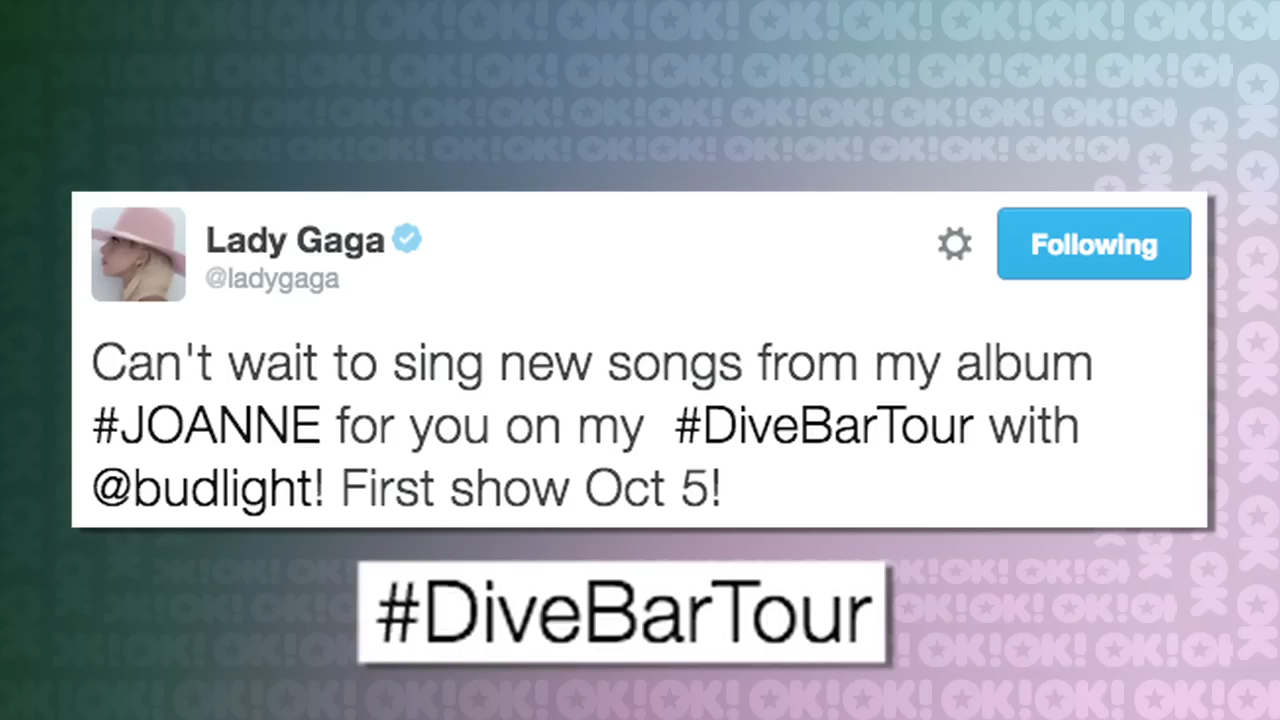 Lady Gaga
@ladygaga
Following
Can't wait to sing new songs from my album
#JOANNE for you on my #DiveBarTour with
@budlight! First show Oct 5!
#DiveBarTour